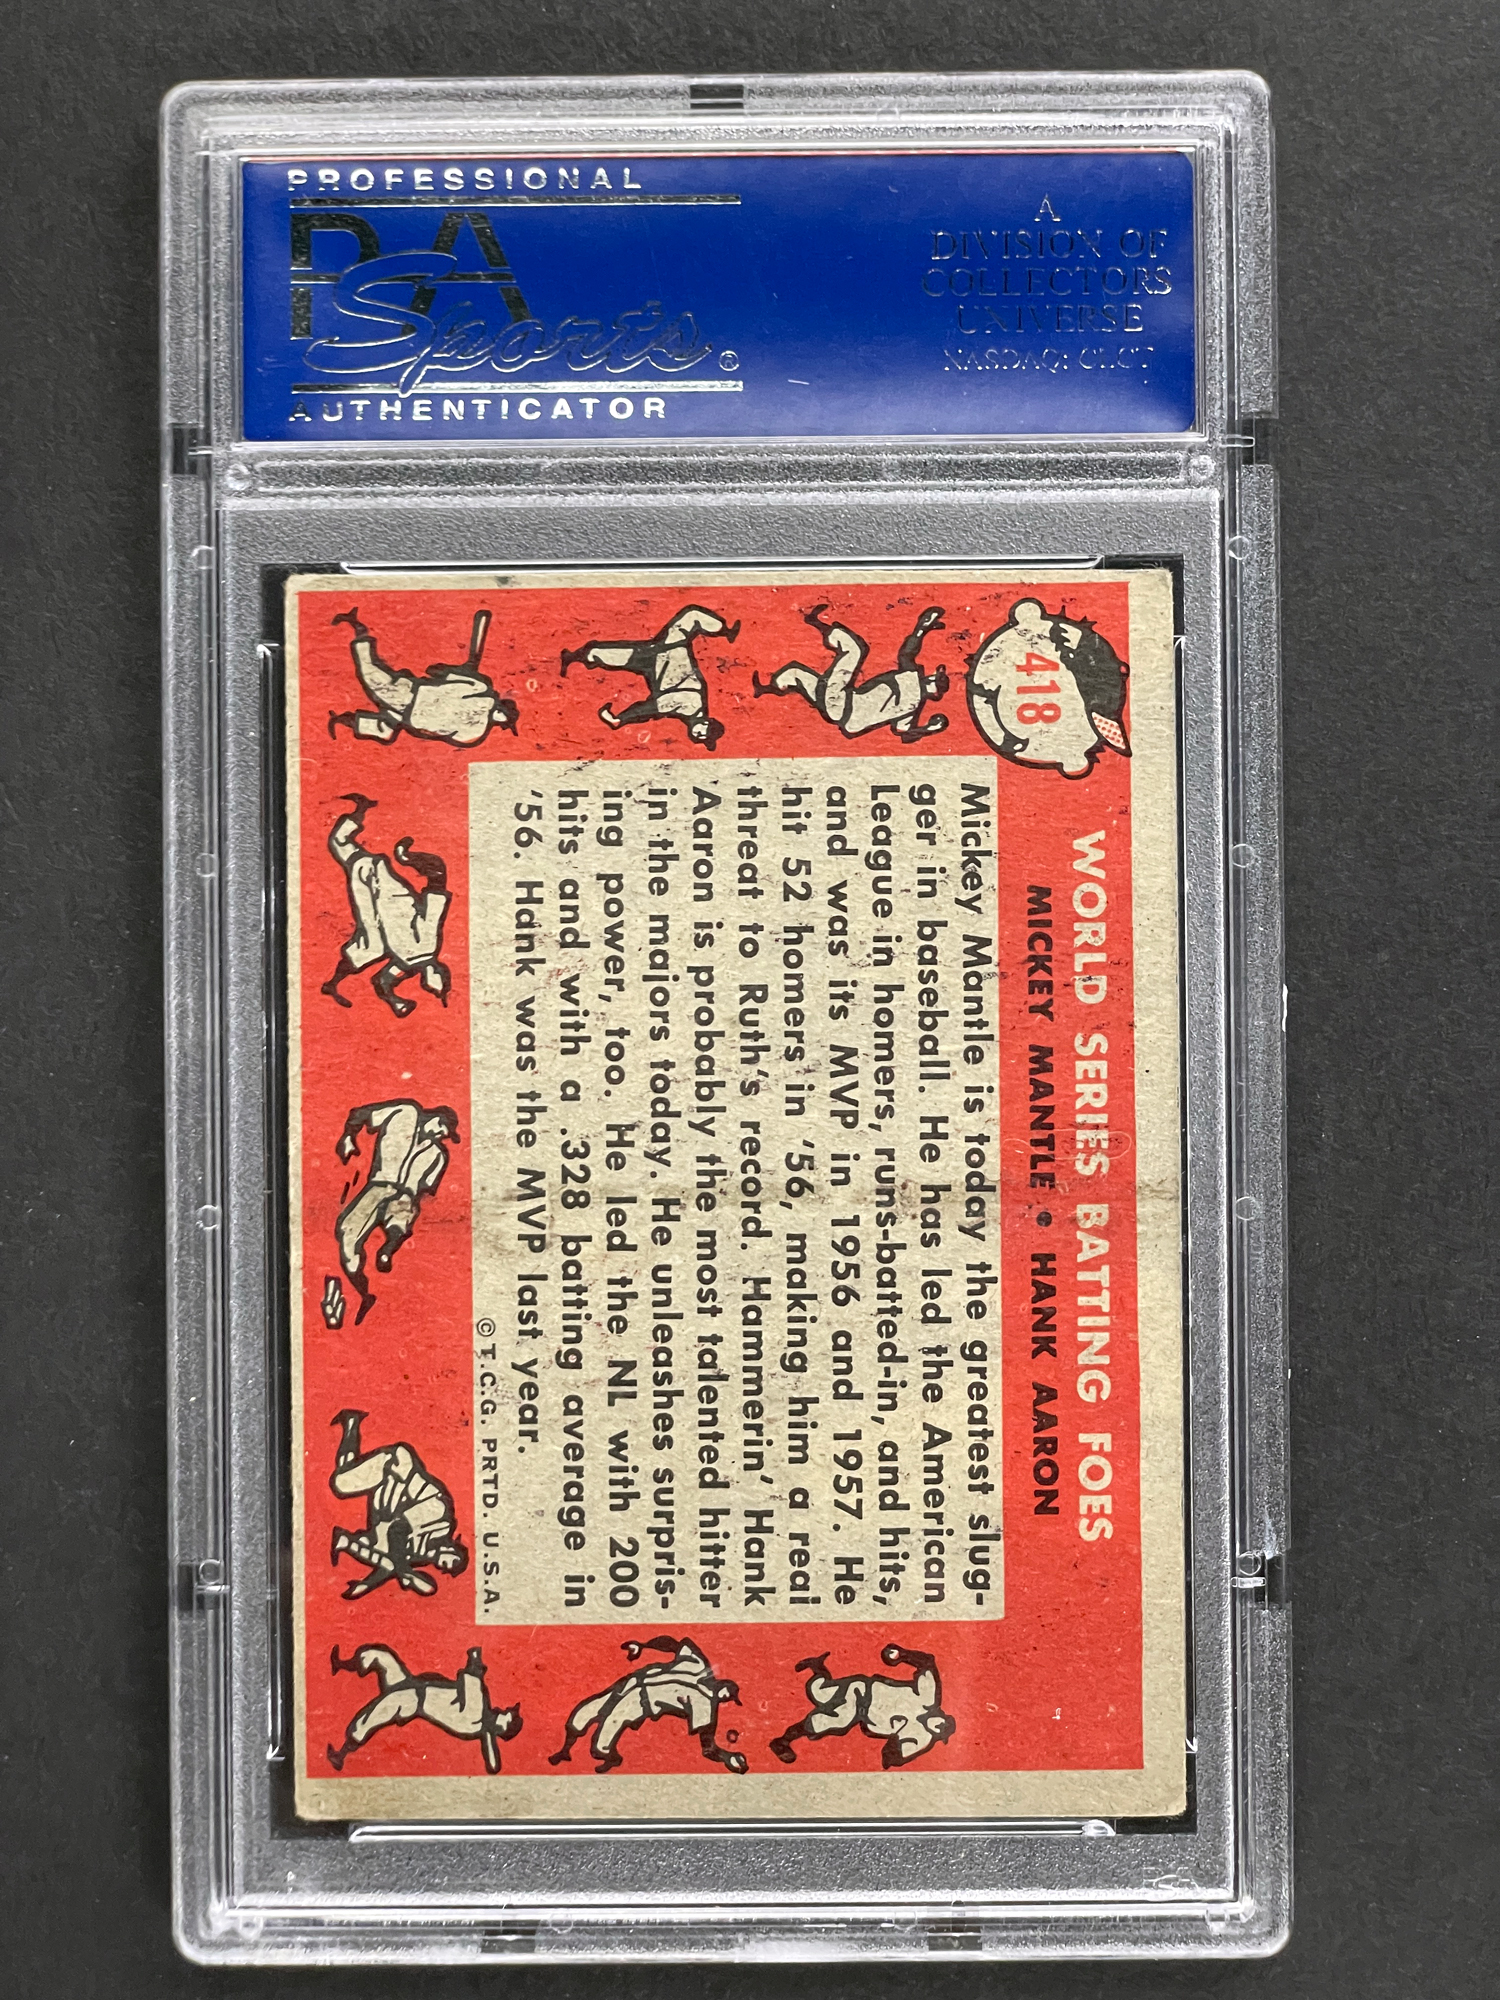 PROFESSIONAL
PSA
Sports®
AUTHENTICATOR
A
DIVISION OF
COLLECTORS
UNIVERSE
NASDAQ: CLCT
418
WORLD SERIES BATTING FOES
MICKEY MANTLE • HANK AARON
Mickey Mantle is today the greatest slug-
ger in baseball. He has led the American
League in homers, runs-batted-in, and hits,
and was its MVP in 1956 and 1957. He
hit 52 homers in '56, making him a real
threat to Ruth's record. Hammerin' Hank
Aaron is probably the most talented hitter
in the majors today. He unleashes surpris-
ing power, too. He led the NL with 200
hits and with a .328 batting average in
'56. Hank was the MVP last year.
© T.C.G. PRTD. U.S.A.